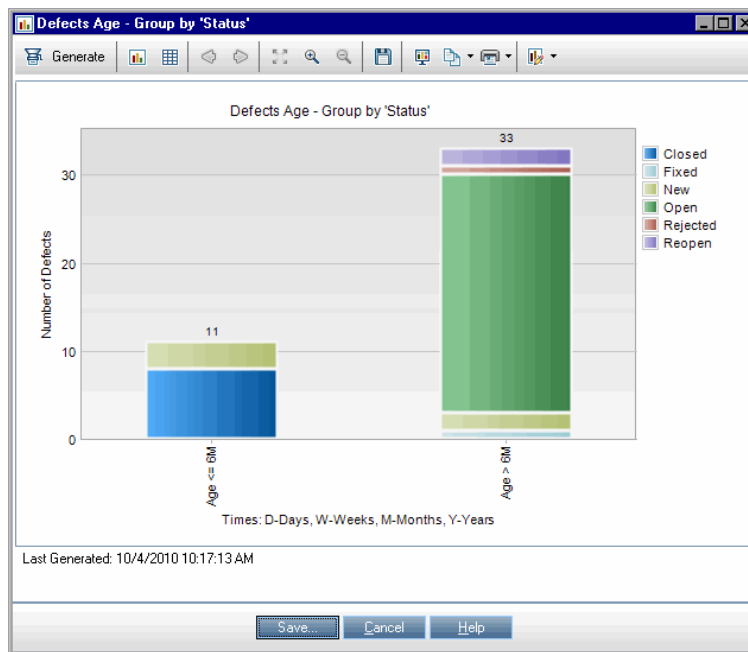 Defects Age - Group by 'Status'
Generate
Defects Age - Group by 'Status'
33
Closed
Fixed
New
Open
Rejected
Reopen
30
20
Number of Defects
11
10
0
Age <= 6M
Age > 6M
Times: D-Days, W-Weeks, M-Months, Y-Years
Last Generated: 10/4/2010 10:17:13 AM
Save... Cancel Help